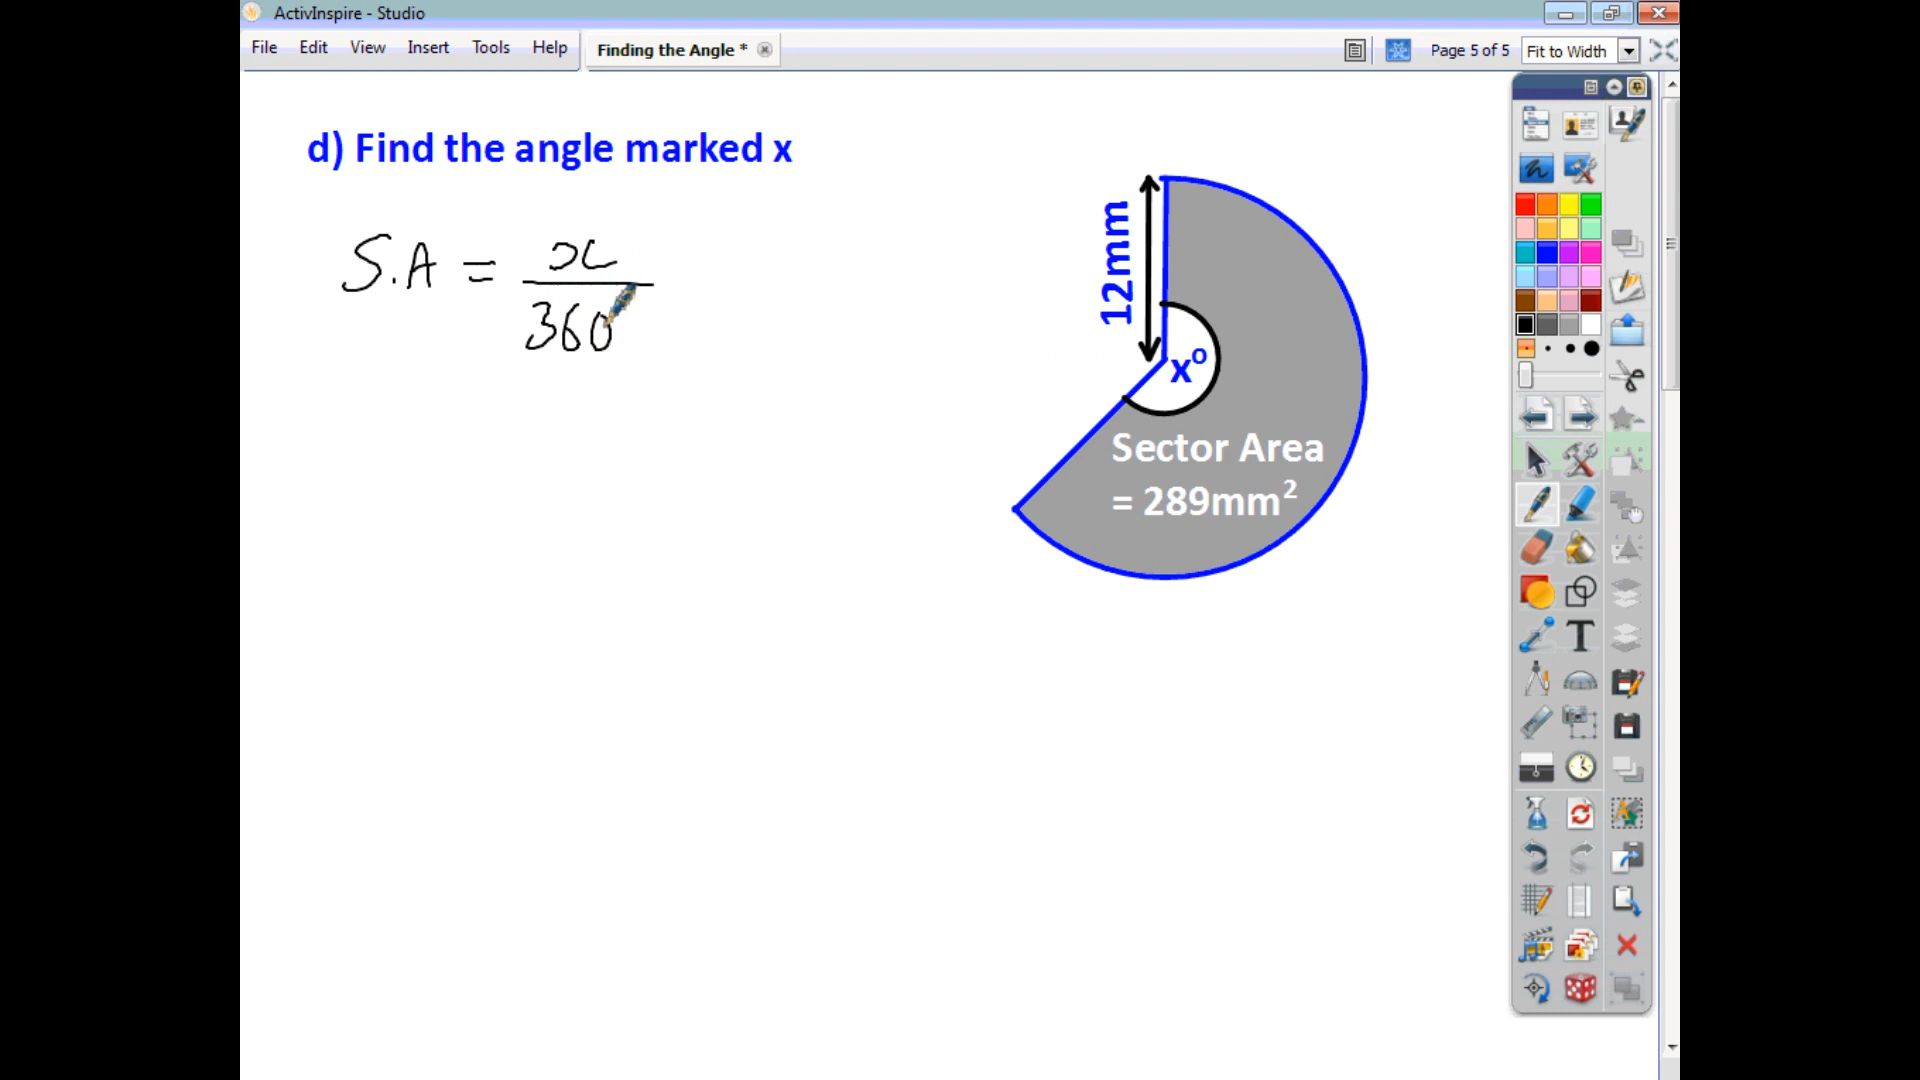 ActivInspire - Studio
File Edit View Insert Tools Help
Finding the Angle *
Page 5 of 5
Fit to Width
d) Find the angle marked x
S.A = x
360
12mm
x°
Sector Area
= 289mm²